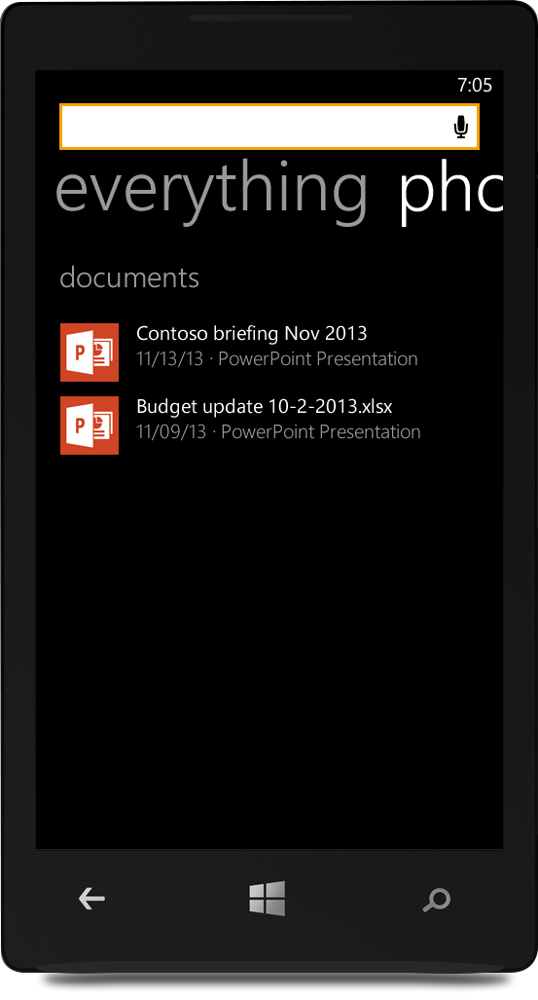 7:05
everything pho
documents
P
Contoso briefing Nov 2013
11/13/13 · PowerPoint Presentation
P
Budget update 10-2-2013.xlsx
11/09/13 · PowerPoint Presentation